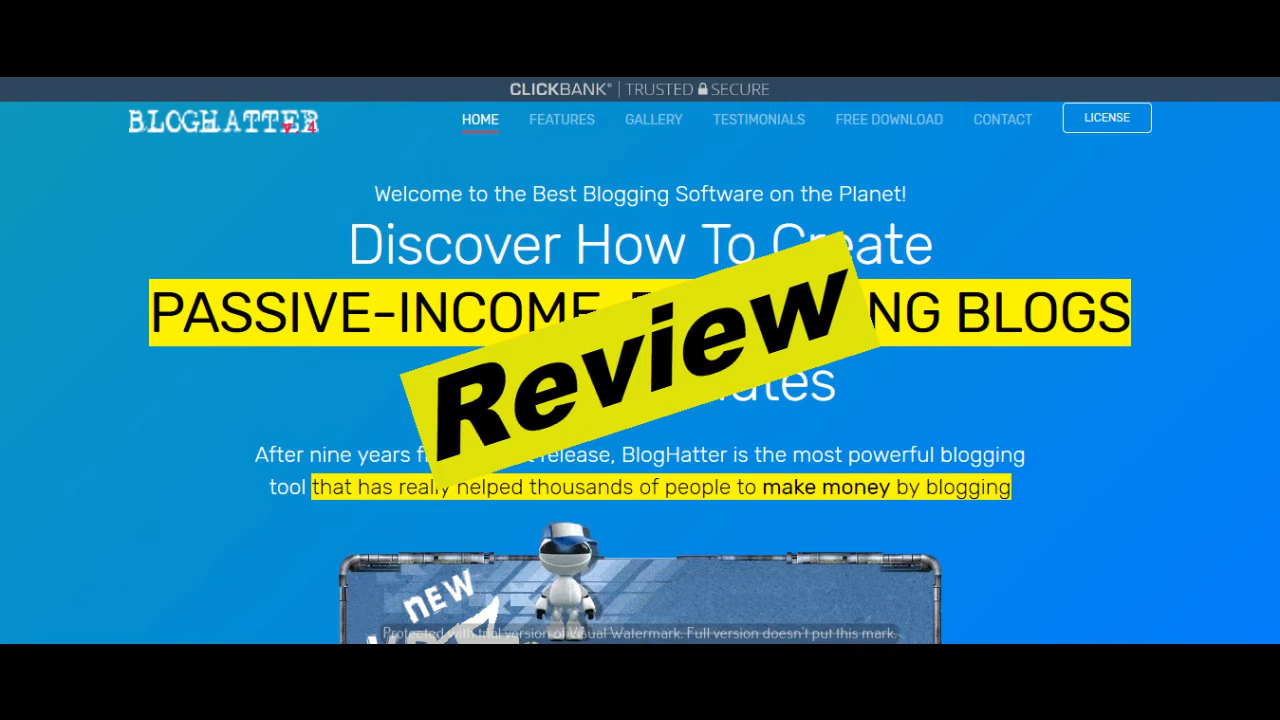 CLICKBANK® | TRUSTED SECURE
BLOGHATTER v 4
HOME FEATURES GALLERY TESTIMONIALS FREE DOWNLOAD CONTACT LICENSE
Welcome to the Best Blogging Software on the Planet!
Discover How To Create
PASSIVE-INCOME BLOGS
Review
After nine years release, BlogHatter is the most powerful blogging
tool that has really helped thousands of people to make money by blogging
NEW
Protected with trial version of Visual Watermark. Full version doesn't put this mark.